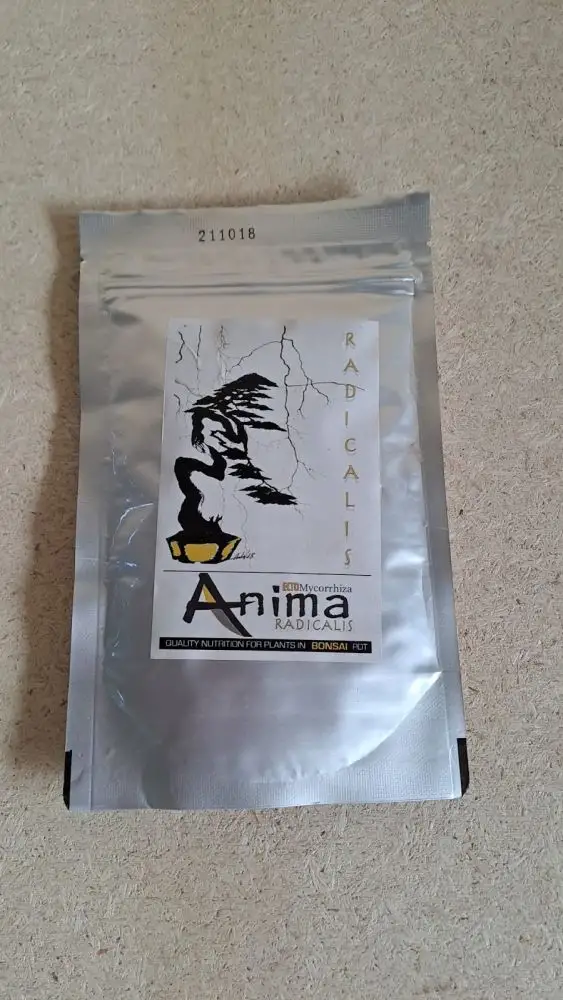 211018
RADICALIS
ECTOMycorrhiza
Anima
RADICALIS
QUALITY NUTRITION FOR PLANTS IN BONSAI POT